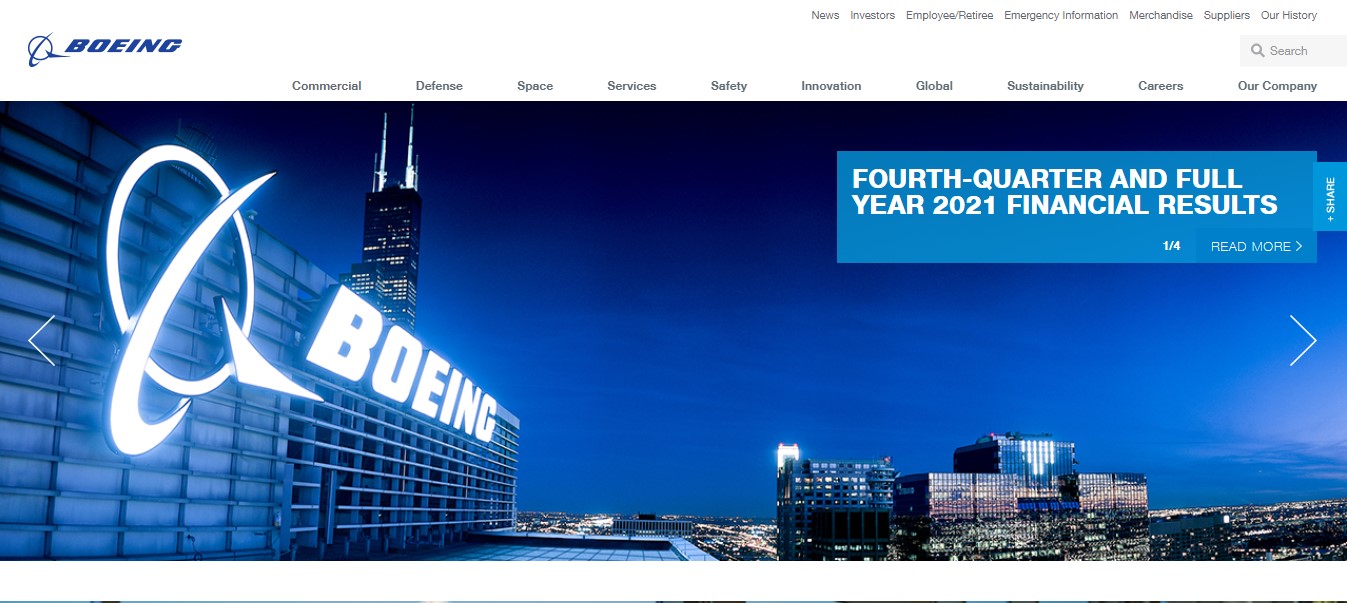 News Investors Employee/Retiree Emergency Information Merchandise Suppliers Our History
BOEING
Search
Commercial Defense Space Services Safety Innovation Global Sustainability Careers Our Company
FOURTH-QUARTER AND FULL
YEAR 2021 FINANCIAL RESULTS
+ SHARE
1/4 READ MORE
BOEING